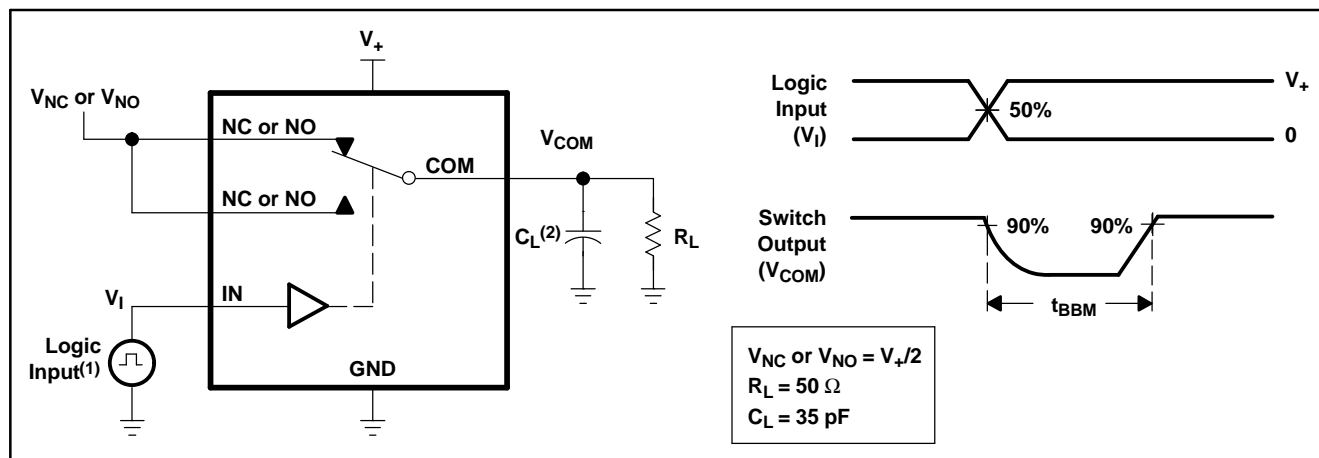 V+
VNC or VNO
NC or NO
VCOM
COM
NC or NO
CL(2)
RL
VI
IN
Logic
Input(1)
GND
Logic
Input
(VI)
V+
50%
0
Switch
Output
(VCOM)
90%
90%
tBBM
VNC or VNO = V+/2
RL = 50 Ω
CL = 35 pF